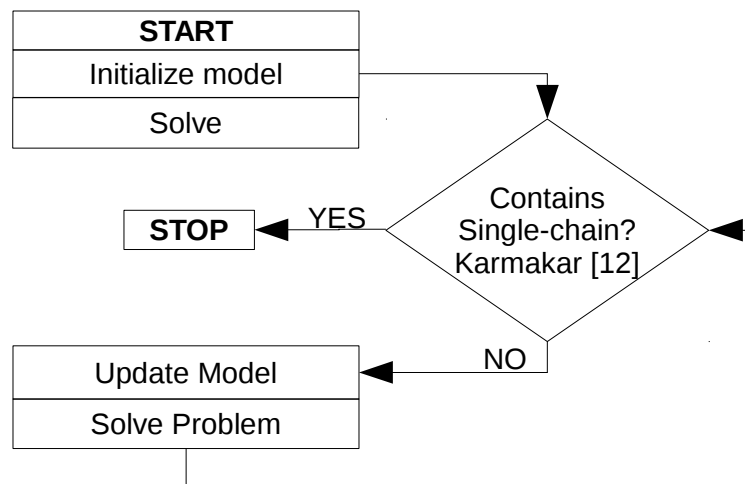 START
Initialize model
Solve
Contains
Single-chain?
Karmakar [12]
YES
STOP
NO
Update Model
Solve Problem